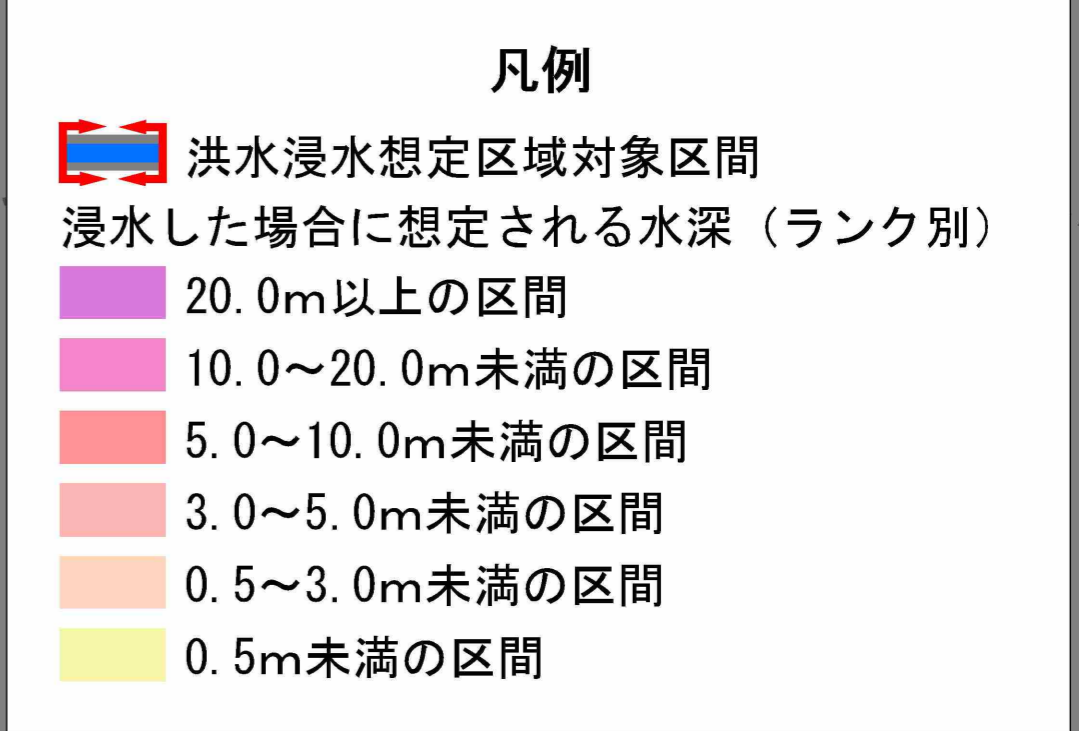 凡例
洪水浸水想定区域対象区間
浸水した場合に想定される水深（ランク別）
20.0m以上の区間
10.0～20.0m未満の区間
5.0～10.0m未満の区間
3.0～5.0m未満の区間
0.5～3.0m未満の区間
0.5m未満の区間